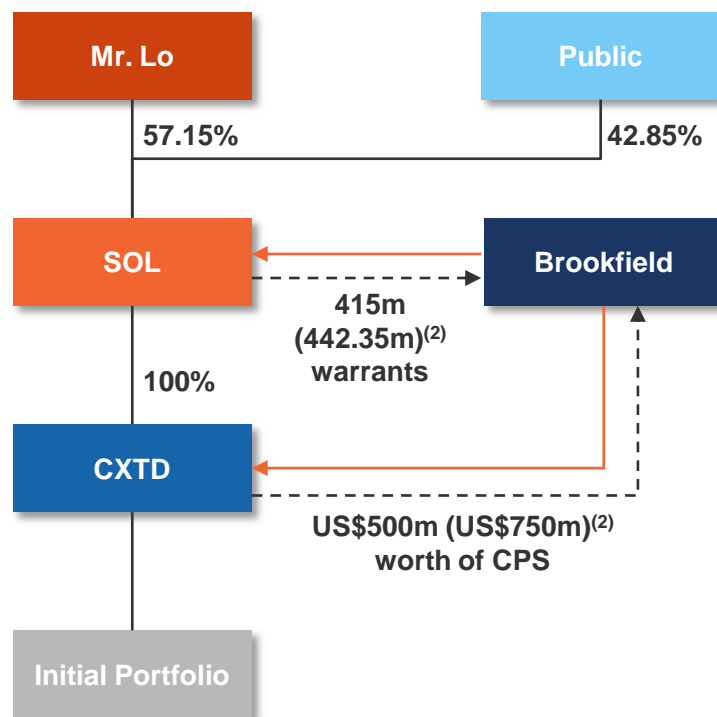 Mr. Lo
Public
57.15%
42.85%
SOL
Brookfield
415m
(442.35m)(2)
warrants
100%
CXTD
US$500m (US$750m)(2)
worth of CPS
Initial Portfolio